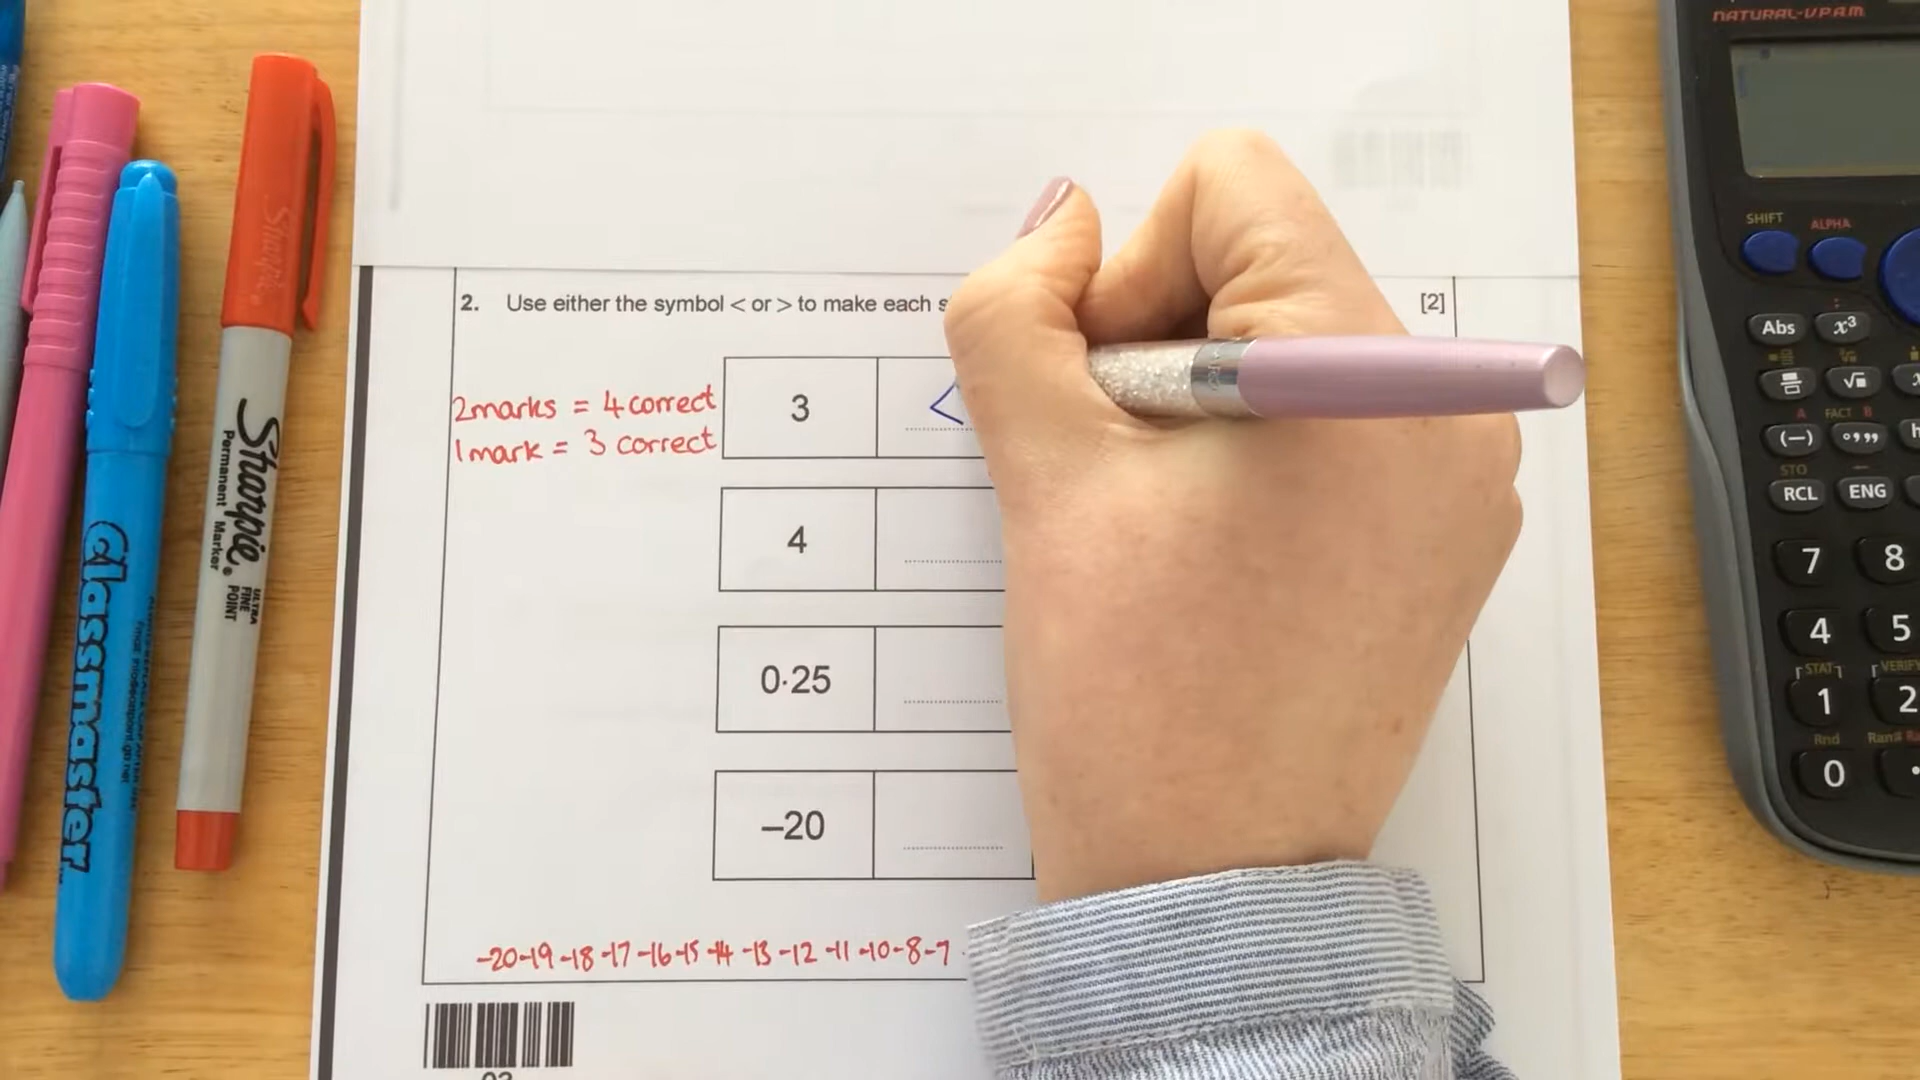 NATURAL-V.P.A.M.
2. Use either the symbol < or > to make each [2]
2marks = 4 correct
1mark = 3 correct
3 <
4
0·25
–20
-20-19-18-17-16-15-14-13-12-11-10-8-7
Sharpie
Permanent Marker
ULTRA
FINE
POINT
Classmaster
SHIFT
ALPHA
Abs x³
A FACT B
(−)
STO
RCL ENG
7 8
4 5
STAT VERIFY
1 2
Rnd Ran#
0